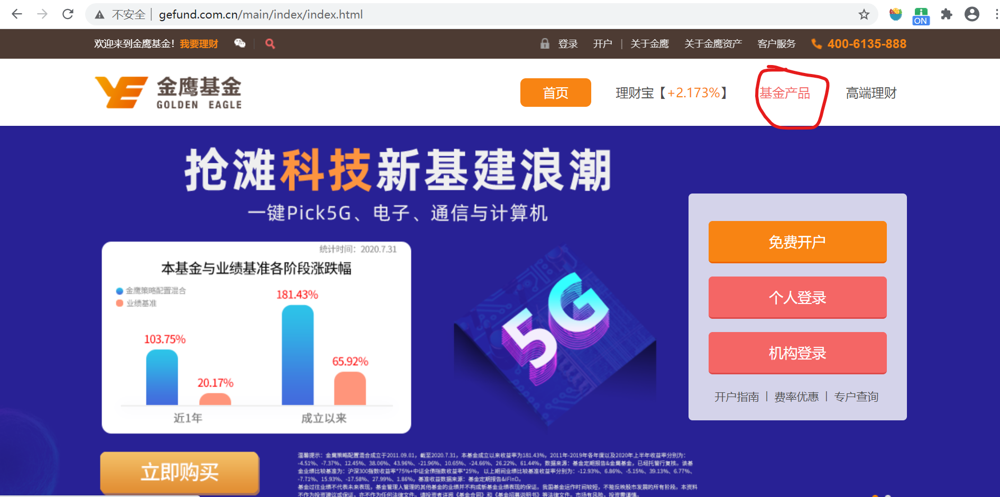 不安全 | gefund.com.cn/main/index/index.html
ON
欢迎来到金鹰基金！我要理财
登录 开户 | 关于金鹰 关于金鹰资产 客户服务 400-6135-888
金鹰基金
GOLDEN EAGLE
首页 理财宝【+2.173%】 基金产品 高端理财
抢滩科技新基建浪潮
一键Pick5G、电子、通信与计算机
统计时间：2020.7.31
本基金与业绩基准各阶段涨跌幅
金鹰策略配置混合
业绩基准
181.43%
103.75%
65.92%
20.17%
近1年 成立以来
5G
免费开户
个人登录
机构登录
开户指南 | 费率优惠 | 专户查询
立即购买
温馨提示：金鹰策略配置混合成立于2011.09.01，截至2020.7.31，本基金成立以来收益率为181.43%，2011年-2019年各年度以及2020年上半年收益率分别为：
-4.51%、-7.37%、12.45%、38.06%、43.96%、-21.96%、10.65%、-24.66%、26.22%、61.44%，数据来源：基金定期报告&金鹰基金，已经托管行复核。该基
金业绩比较基准为：沪深300指数收益率*75%+中证全债指数收益率*25%，以上期间业绩比较基准收益率分别为：-12.93%、6.86%、-5.15%、39.13%、6.77%、
-7.71%、15.93%、-17.58%、27.99%、1.86%，基准收益数据来源：基金定期报告&iFinD。
基金过往业绩不代表未来表现，基金管理人管理的其他基金的业绩并不构成新基金业绩表现的保证。我国基金运作时间较短，不能反映股市发展的所有阶段。本资料
不作为投资建议或保证，亦不作为任何法律文件。请投资者详阅《基金合同》和《基金招募说明书》等法律文件。市场有风险，投资需谨慎。